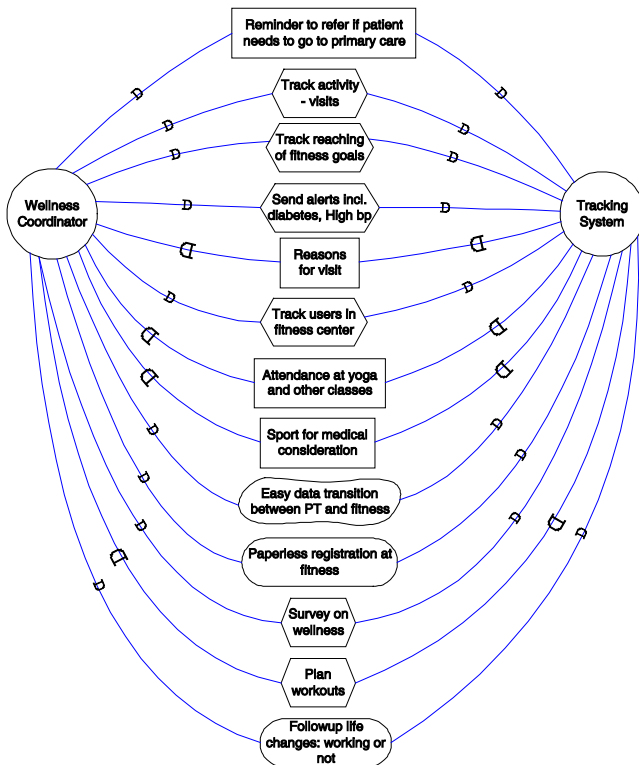 Reminder to refer if patient
needs to go to primary care
D
D
Track activity
- visits
D
D
Track reaching
of fitness goals
D
D
Wellness
Coordinator
Send alerts incl.
diabetes, High bp
D
D
Tracking
System
Reasons
for visit
D
D
Track users in
fitness center
D
D
Attendance at yoga
and other classes
D
D
Sport for medical
consideration
D
D
Easy data transition
between PT and fitness
D
D
Paperless registration at
fitness
D
D
Survey on
wellness
D
D
Plan
workouts
D
D
Followup life
changes: working or
not
D
D